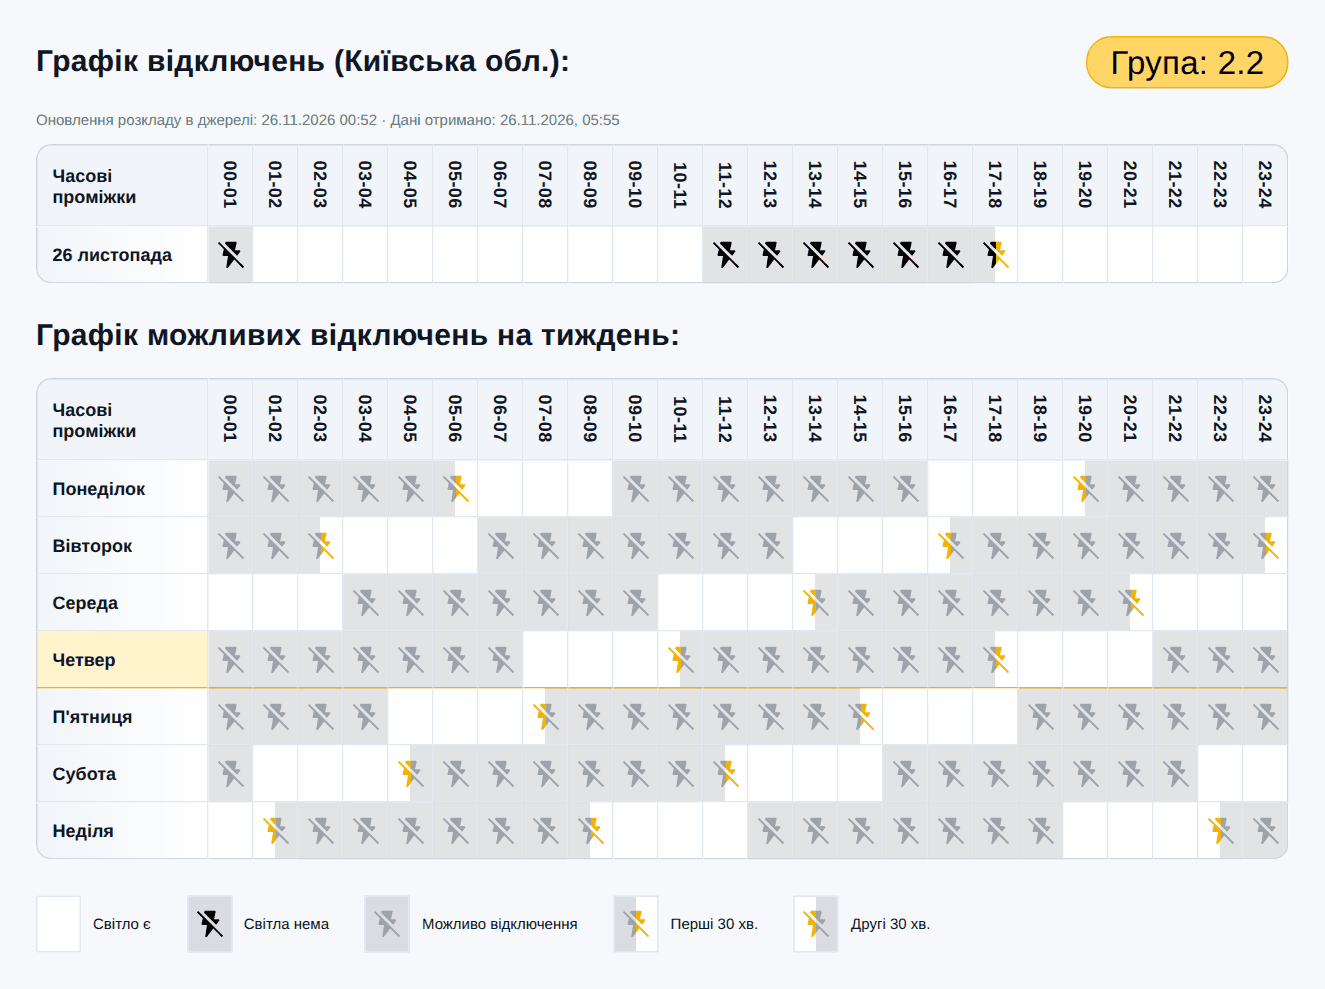 Графік відключень (Київська обл.):
Група: 2.2
Оновлення розкладу в джерелі: 26.11.2026 00:52 · Дані отримано: 26.11.2026, 05:55
Часові проміжки 00-01 01-02 02-03 03-04 04-05 05-06 06-07 07-08 08-09 09-10 10-11 11-12 12-13 13-14 14-15 15-16 16-17 17-18 18-19 19-20 20-21 21-22 22-23 23-24
26 листопада
Графік можливих відключень на тиждень:
Часові проміжки 00-01 01-02 02-03 03-04 04-05 05-06 06-07 07-08 08-09 09-10 10-11 11-12 12-13 13-14 14-15 15-16 16-17 17-18 18-19 19-20 20-21 21-22 22-23 23-24
Понеділок
Вівторок
Середа
Четвер
П'ятниця
Субота
Неділя
Світло є Світла нема Можливо відключення Перші 30 хв. Другі 30 хв.